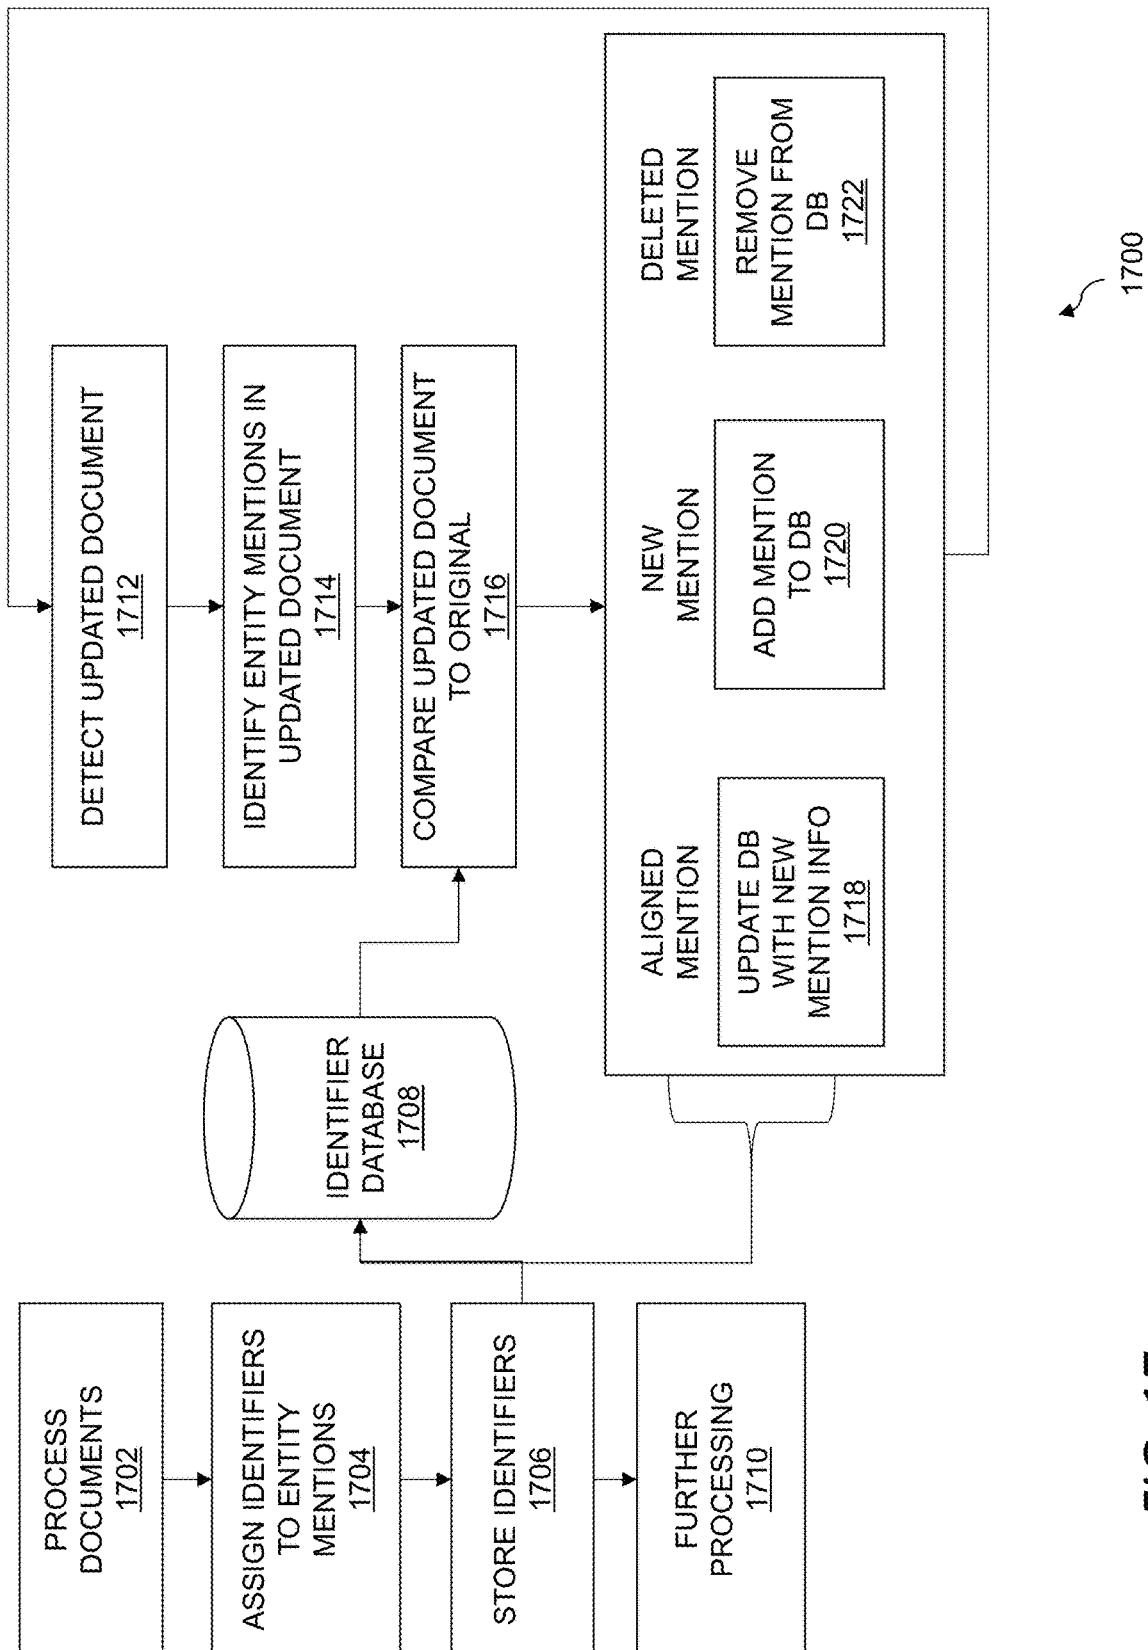 PROCESS
DOCUMENTS
1702
ASSIGN IDENTIFIERS
TO ENTITY
MENTIONS
1704
STORE IDENTIFIERS
1706
FURTHER
PROCESSING
1710
IDENTIFIER
DATABASE
1708
DETECT UPDATED DOCUMENT
1712
IDENTIFY ENTITY MENTIONS IN
UPDATED DOCUMENT
1714
COMPARE UPDATED DOCUMENT
TO ORIGINAL
1716
ALIGNED
MENTION
UPDATE DB
WITH NEW
MENTION INFO
1718
NEW
MENTION
ADD MENTION
TO DB
1720
DELETED
MENTION
REMOVE
MENTION FROM
DB
1722
1700